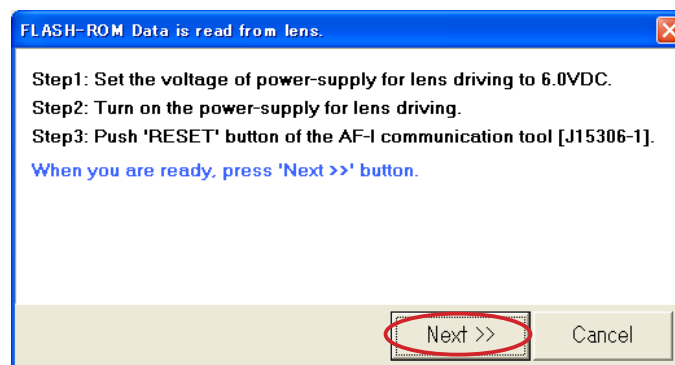 FLASH-ROM Data is read from lens.
Step1: Set the voltage of power-supply for lens driving to 6.0VDC.
Step2: Turn on the power-supply for lens driving.
Step3: Push 'RESET' button of the AF-I communication tool [J15306-1].
When you are ready, press 'Next >>' button.
Next >>
Cancel